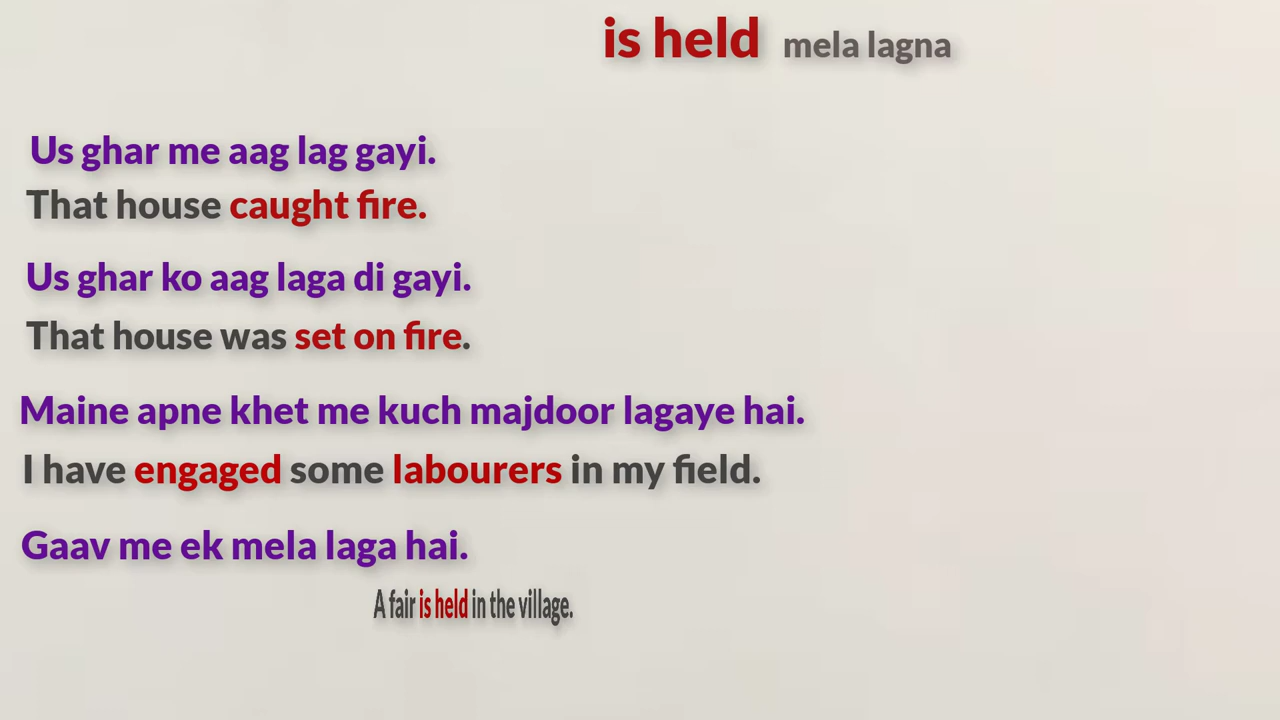 is held mela lagna
Us ghar me aag lag gayi.
That house caught fire.
Us ghar ko aag laga di gayi.
That house was set on fire.
Maine apne khet me kuch majdoor lagaye hai.
I have engaged some labourers in my field.
Gaav me ek mela laga hai.
A fair is held in the village.